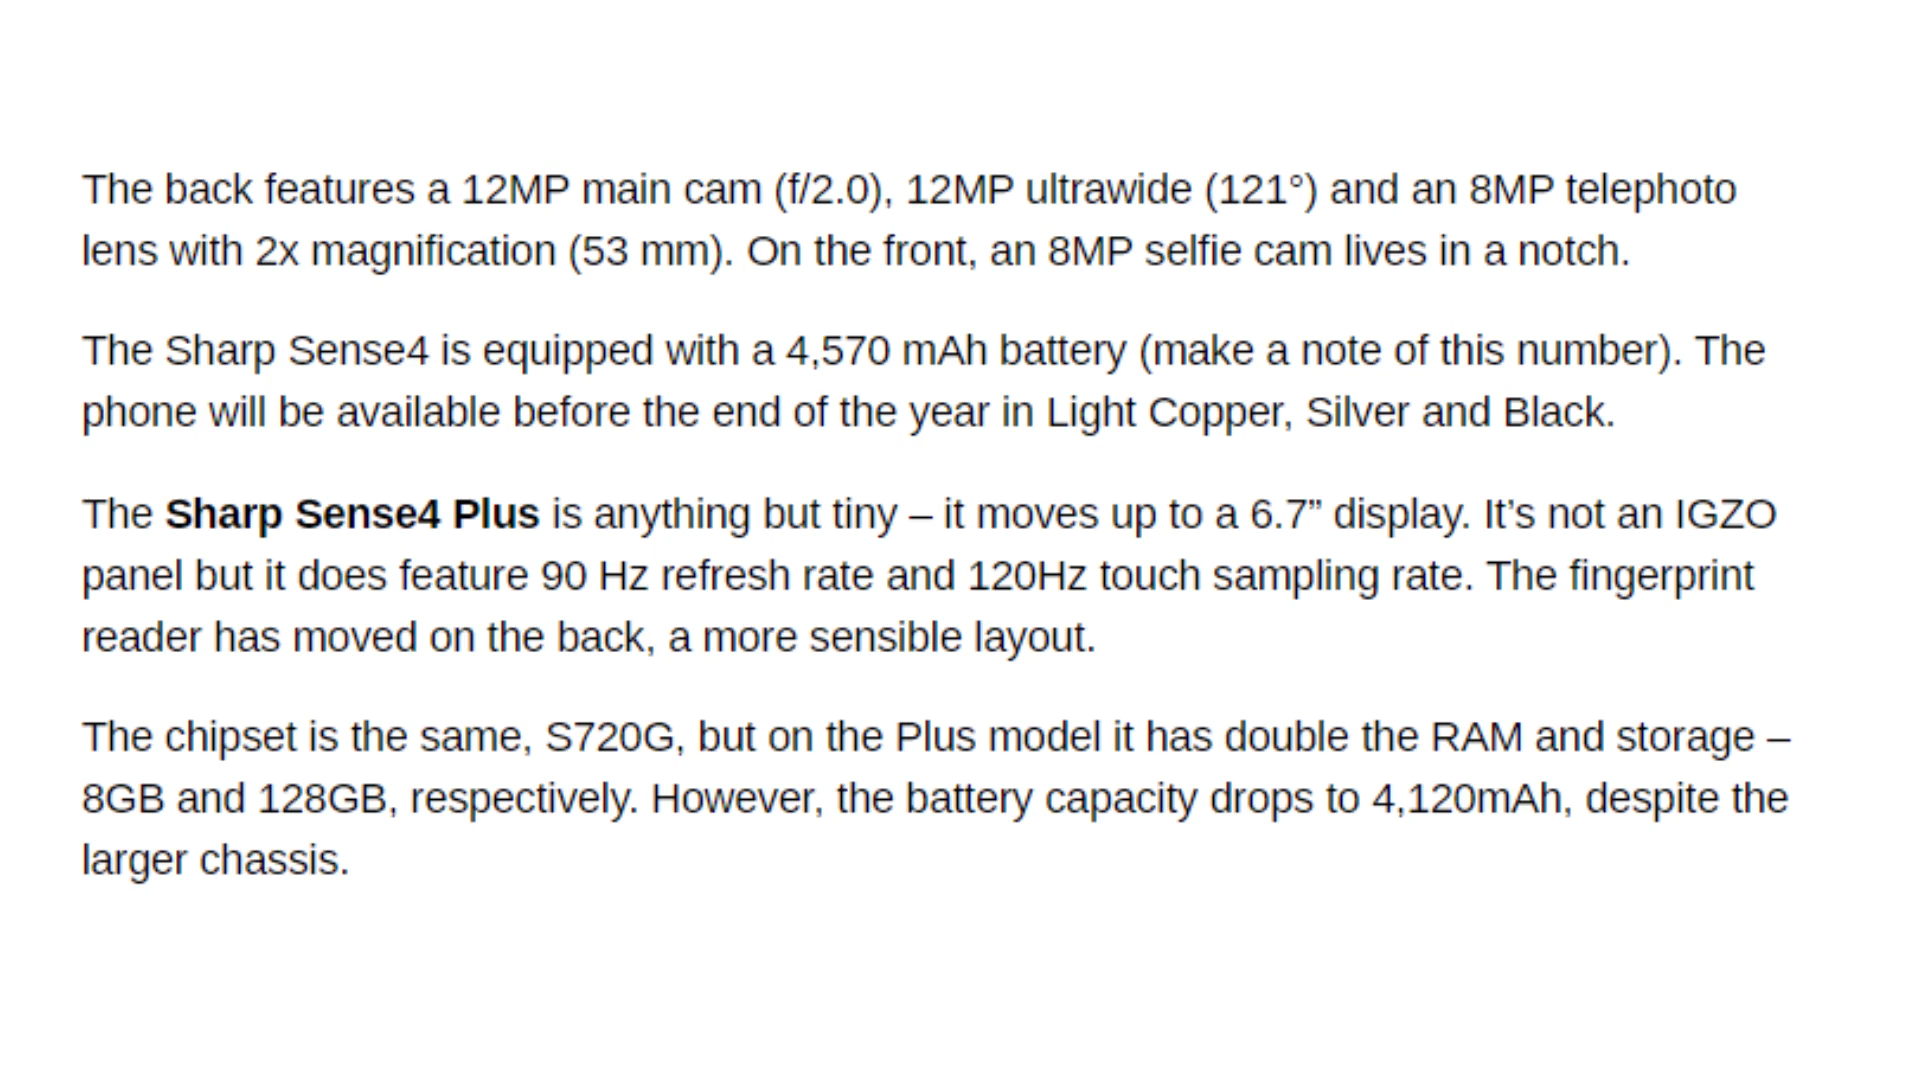 The back features a 12MP main cam (f/2.0), 12MP ultrawide (121°) and an 8MP telephoto
lens with 2x magnification (53 mm). On the front, an 8MP selfie cam lives in a notch.
The Sharp Sense4 is equipped with a 4,570 mAh battery (make a note of this number). The
phone will be available before the end of the year in Light Copper, Silver and Black.
The Sharp Sense4 Plus is anything but tiny – it moves up to a 6.7” display. It’s not an IGZO
panel but it does feature 90 Hz refresh rate and 120Hz touch sampling rate. The fingerprint
reader has moved on the back, a more sensible layout.
The chipset is the same, S720G, but on the Plus model it has double the RAM and storage –
8GB and 128GB, respectively. However, the battery capacity drops to 4,120mAh, despite the
larger chassis.